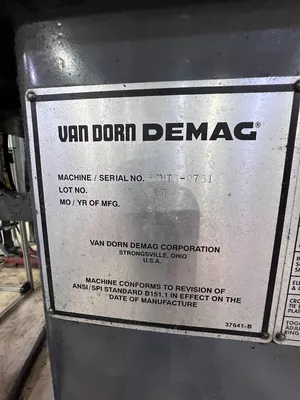 VAN DORN DEMAG®
MACHINE / SERIAL NO.
LOT NO. 17
MO / YR OF MFG.
VAN DORN DEMAG CORPORATION
STRONGSVILLE, OHIO
U.S.A.
MACHINE CONFORMS TO REVISION OF
ANSI / SPI STANDARD B151.1 IN EFFECT ON THE
DATE OF MANUFACTURE
37641-B